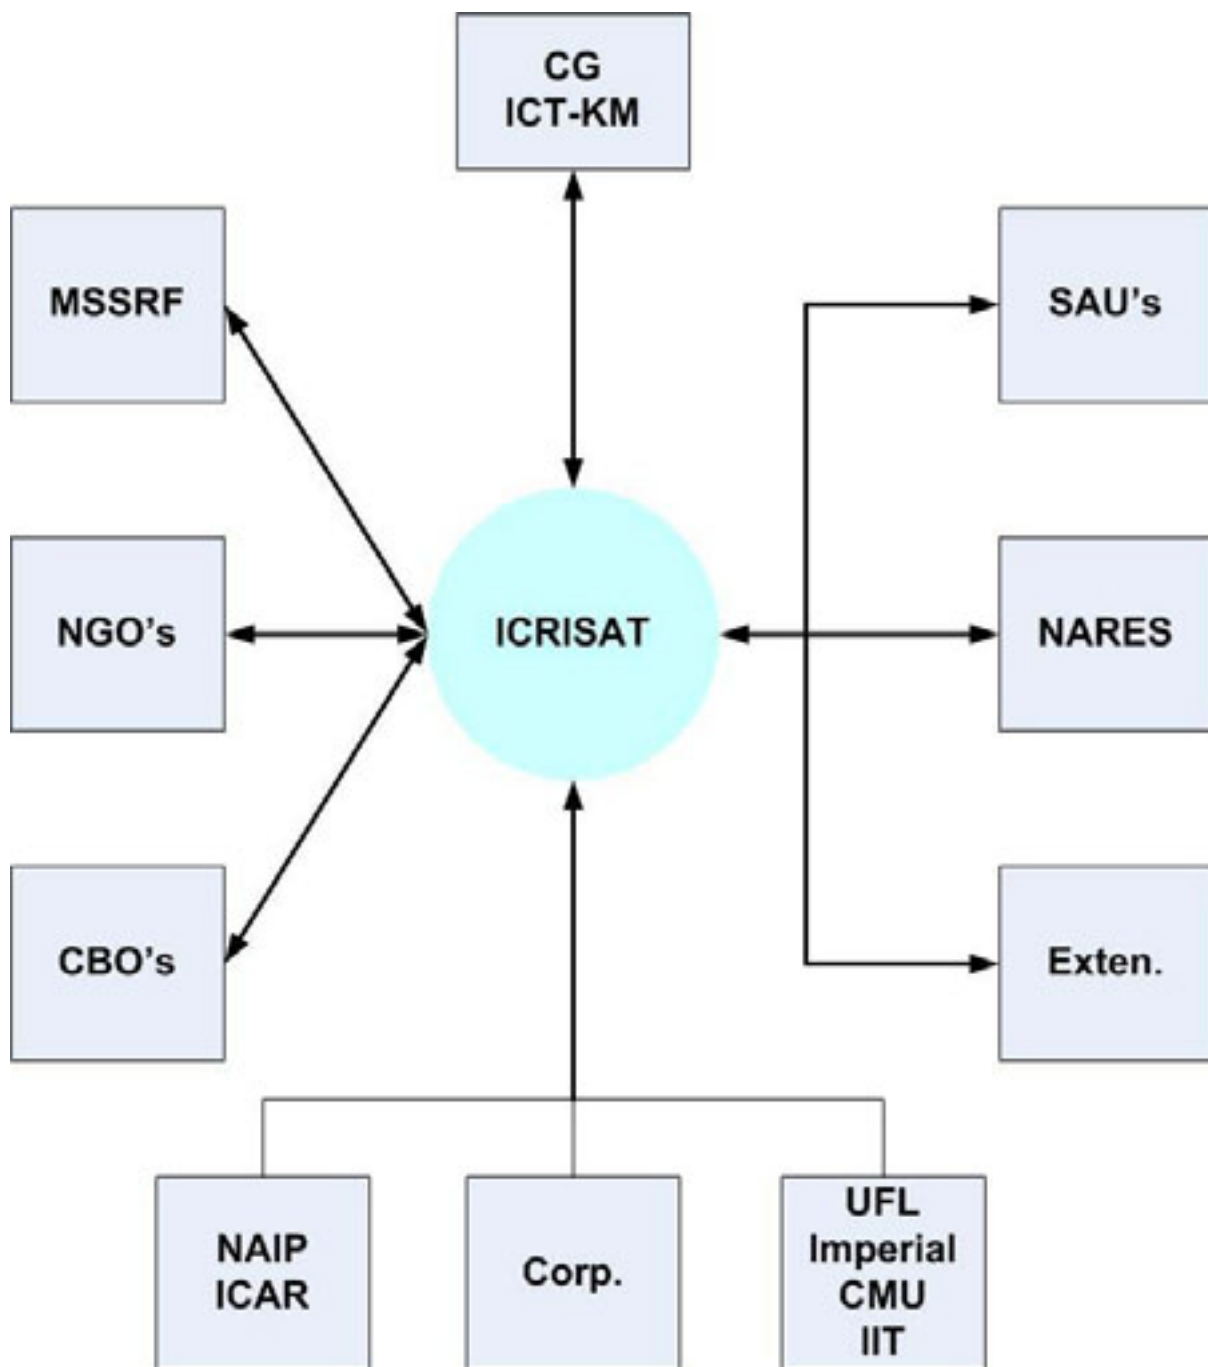 CG
ICT-KM
MSSRF
SAU's
NGO's
ICRISAT
NARES
CBO's
Exten.
NAIP
ICAR
Corp.
UFL
Imperial
CMU
IIT